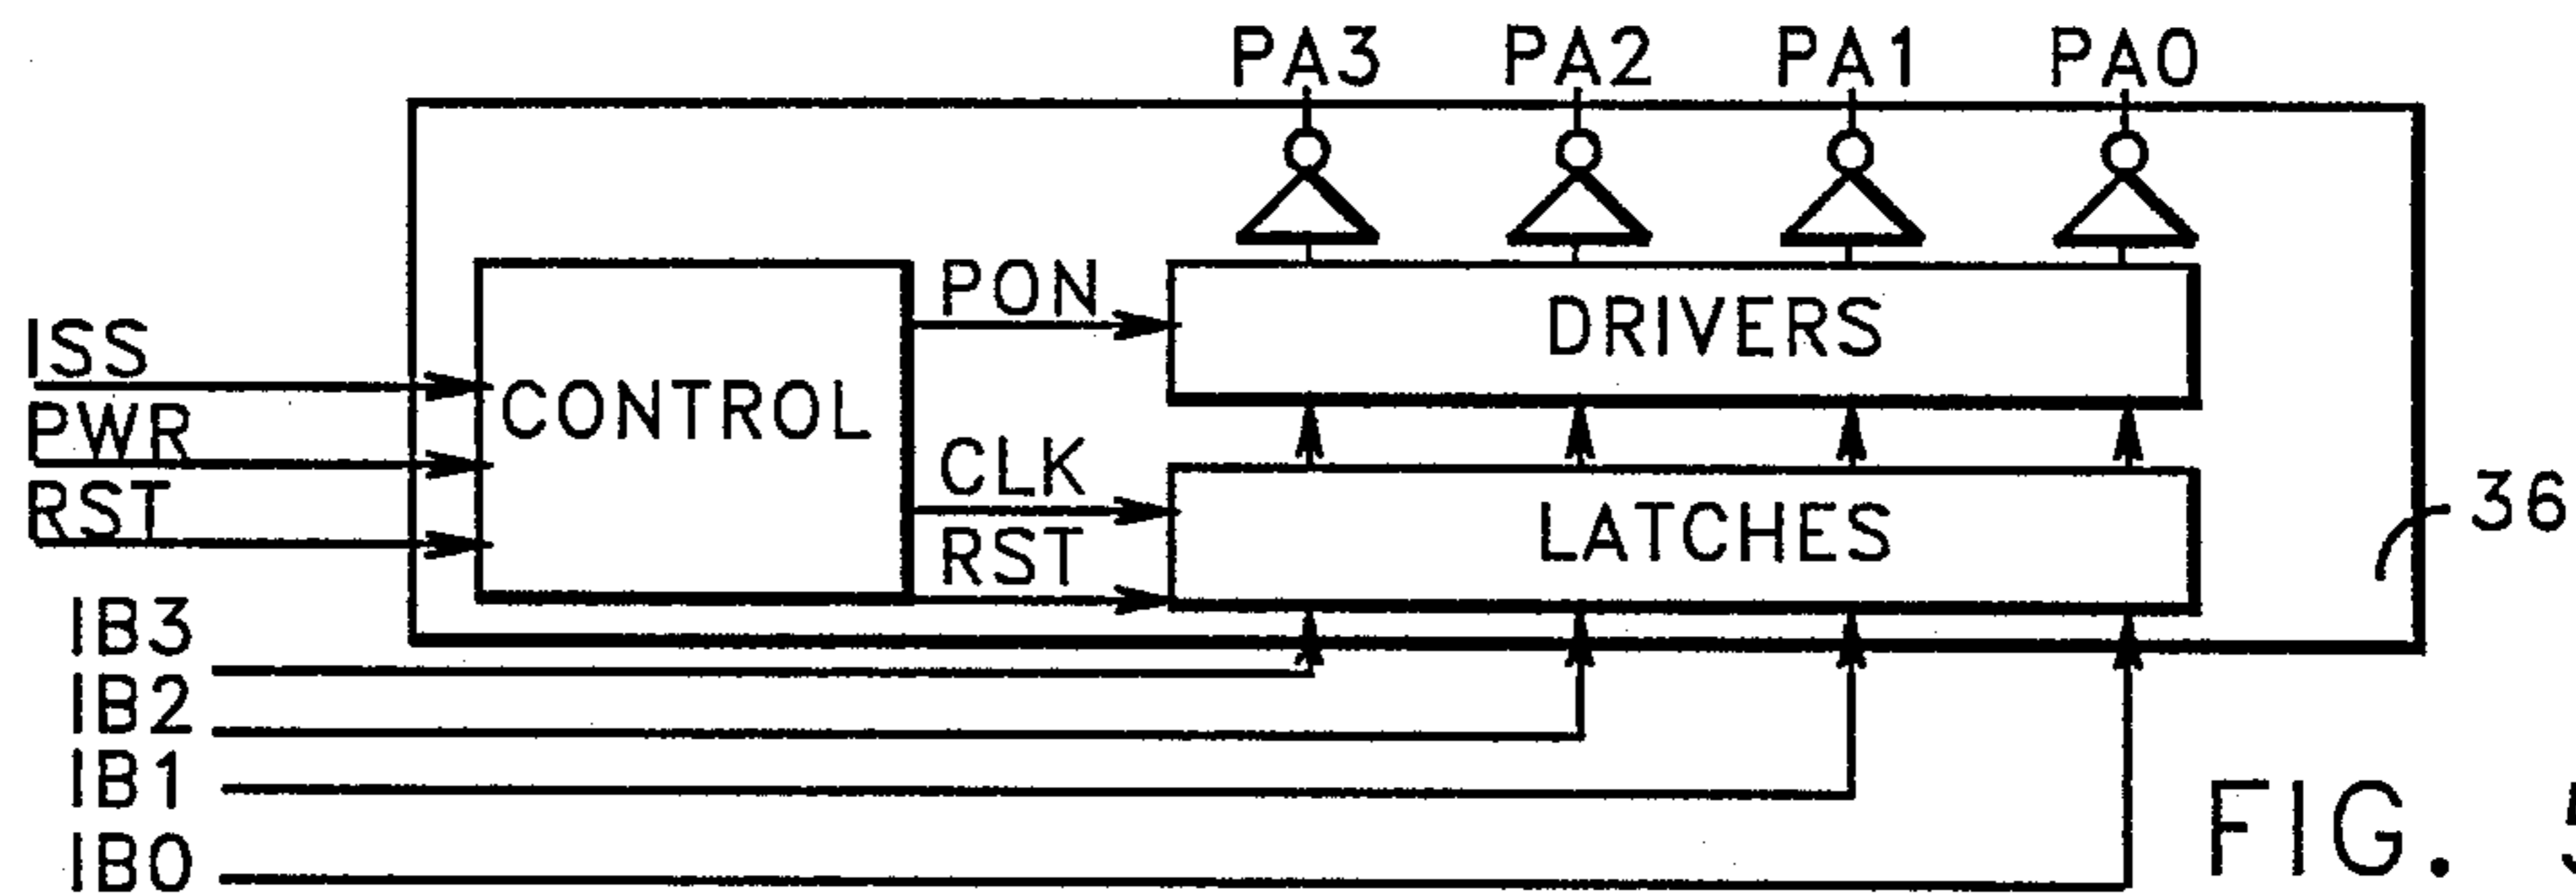 PA3 PA2 PA1 PA0
PON
DRIVERS
ISS
PWR
RST
CONTROL
CLK
RST
LATCHES
36
IB3
IB2
IB1
IB0
FIG. 5